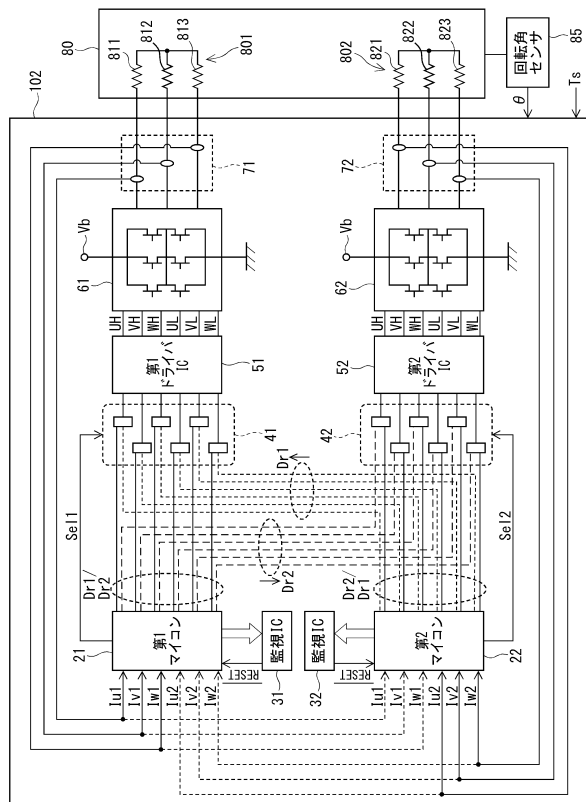 102
80
811
812
813
801
802
821
822
823
回転角
センサ
85
θ
Ts
71
72
Vb
61
Vb
62
UH
VH
WH
UL
VL
WL
UH
VH
WH
UL
VL
WL
第1
ドライバ
IC
51
第2
ドライバ
IC
52
41
42
Sel1
Sel2
Dr1
Dr2
Dr1/
Dr2
Dr2/
Dr1
21
第1
マイコン
監視IC
31
RESET
32
監視IC
RESET
第2
マイコン
22
Iu1
Iv1
Iw1
Iu2
Iv2
Iw2
Iu1
Iv1
Iw1
Iu2
Iv2
Iw2